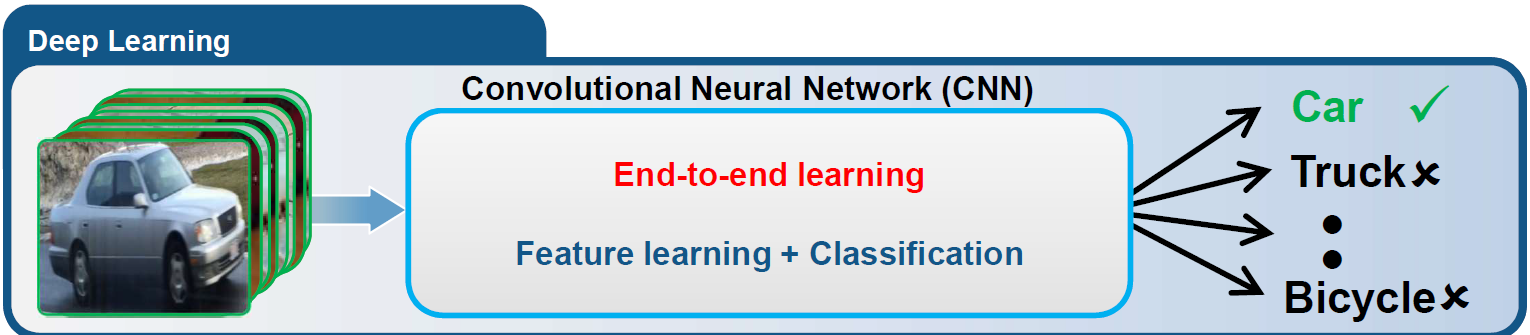 Deep Learning
Convolutional Neural Network (CNN)
End-to-end learning
Feature learning + Classification
Car ✓
Truck ✘
•
•
Bicycle ✘